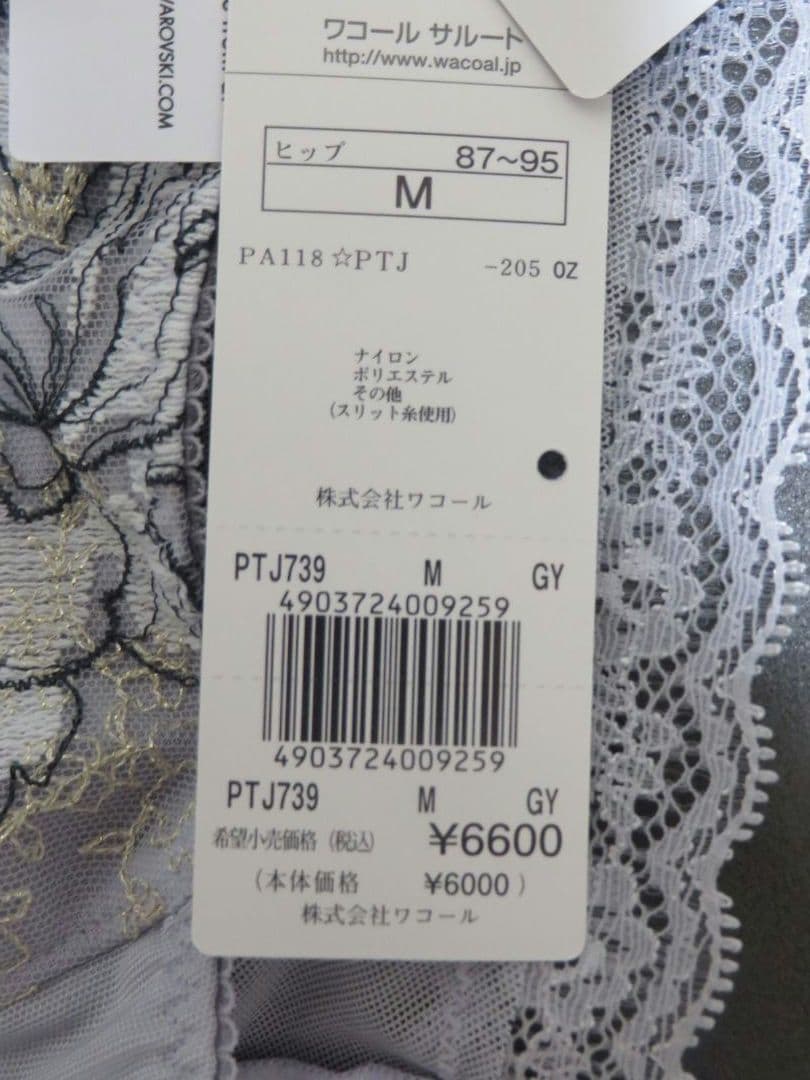 VAROVSKI.COM
ワコール サルート
http://www.wacoal.jp
ヒップ 87～95
M
PA118☆PTJ -205 OZ
ナイロン
ポリエステル
その他
(スリット糸使用)
株式会社ワコール
PTJ739 M GY
4903724009259
4903724009259
PTJ739 M GY
希望小売価格(税込) ¥6600
(本体価格 ¥6000)
株式会社ワコール